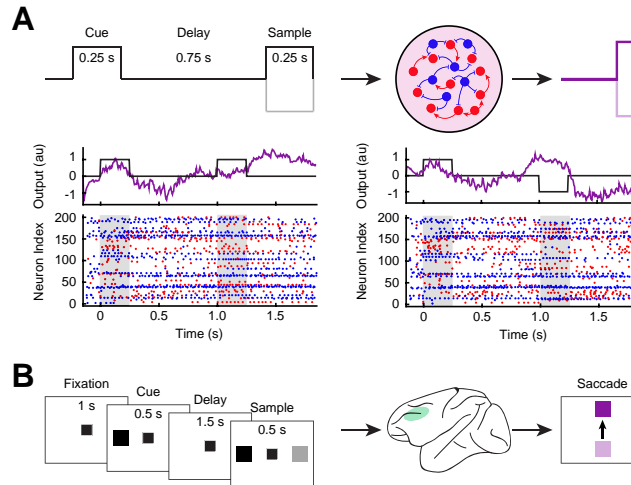 A
Cue Delay Sample
0.25 s 0.75 s 0.25 s
Output (au)
1
0
-1
Neuron Index
200
150
100
50
0
0 0.5 1.0 1.5
Time (s)
Output (au)
1
0
-1
Neuron Index
200
150
100
50
0
0 0.5 1.0 1.5
Time (s)
B
Fixation
1 s
Cue
0.5 s
Delay
1.5 s
Sample
0.5 s
Saccade